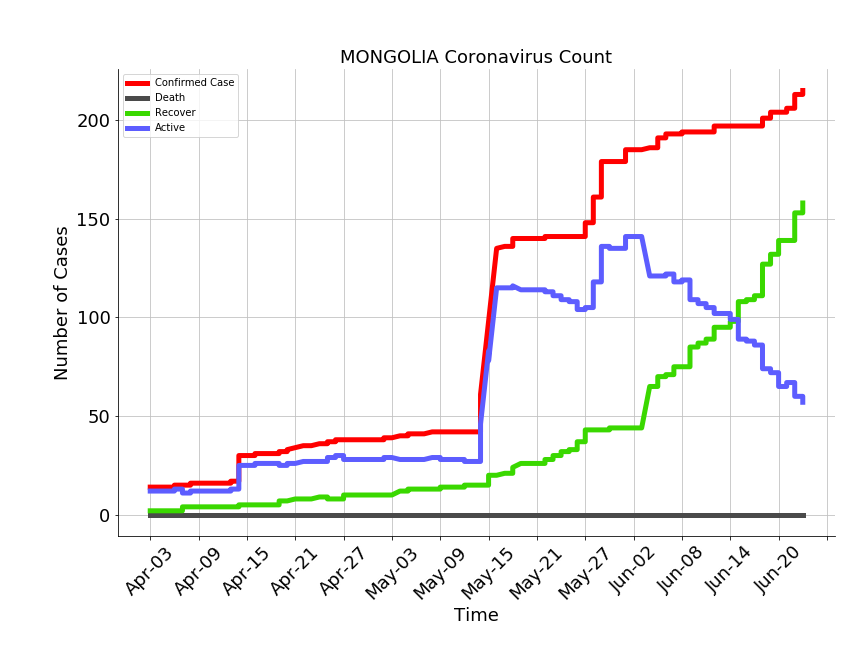 MONGOLIA Coronavirus Count
Confirmed Case
Death
Recover
Active
Number of Cases
200
150
100
50
0
Apr-03
Apr-09
Apr-15
Apr-21
Apr-27
May-03
May-09
May-15
May-21
May-27
Jun-02
Jun-08
Jun-14
Jun-20
Time